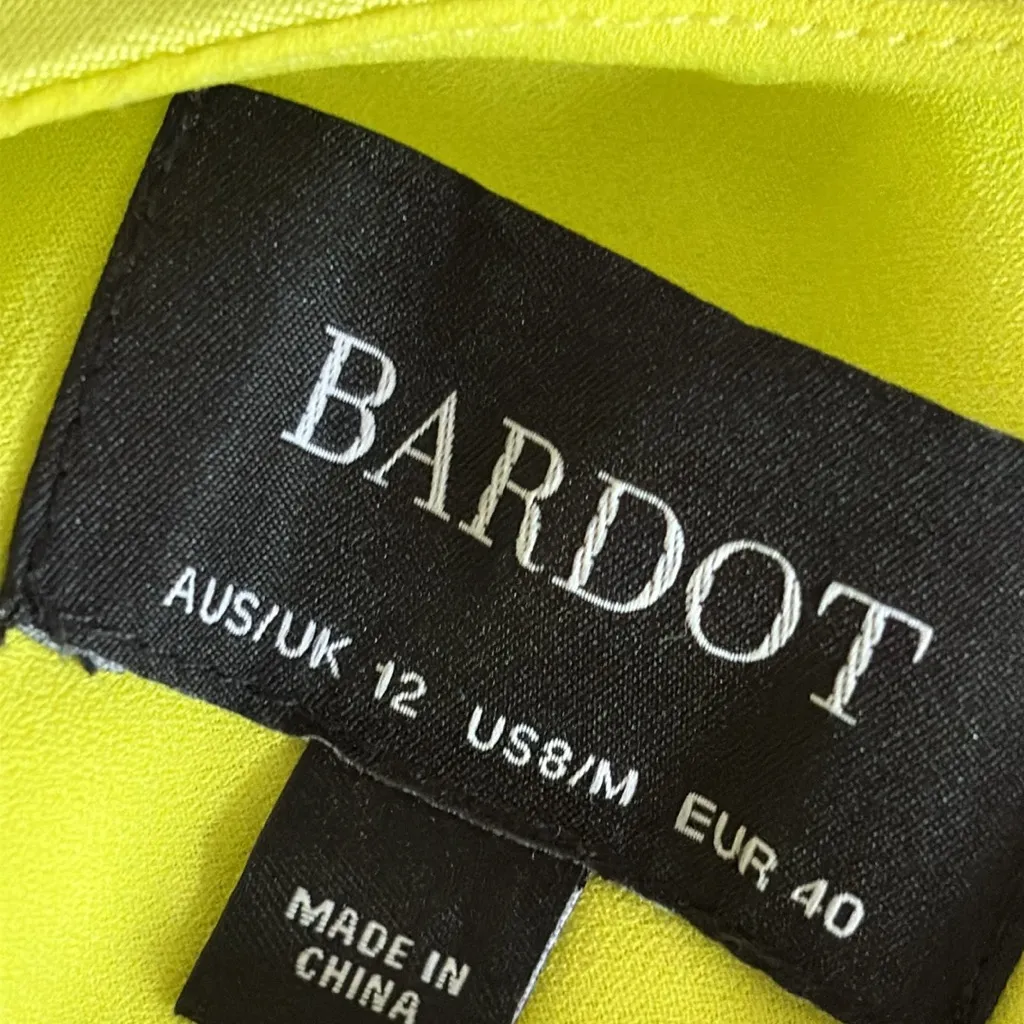 BARDOT
AUS/UK 12 US8/M EUR 40
MADE IN
CHINA